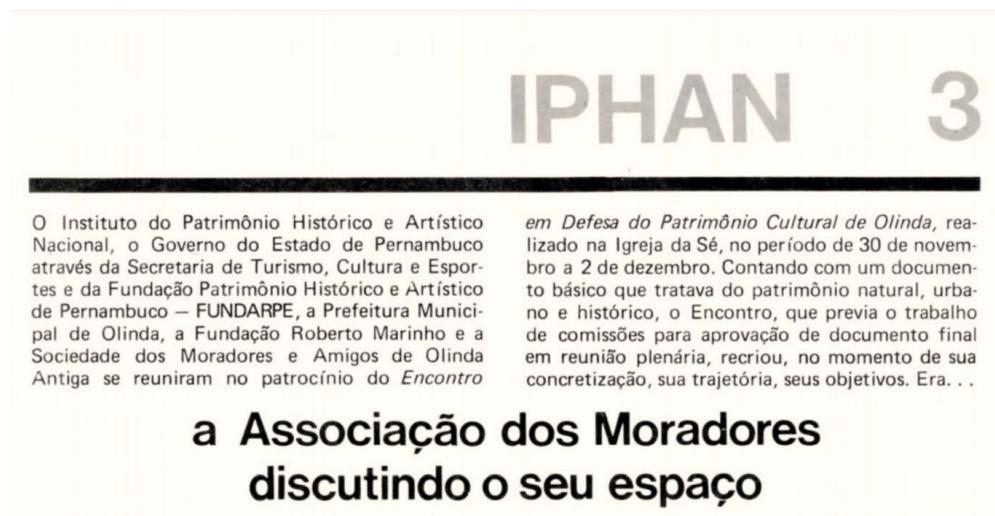 IPHAN 3
O Instituto do Patrimônio Histórico e Artístico
Nacional, o Governo do Estado de Pernambuco
através da Secretaria de Turismo, Cultura e Espor-
tes e da Fundação Patrimônio Histórico e Artístico
de Pernambuco — FUNDARPE, a Prefeitura Munici-
pal de Olinda, a Fundação Roberto Marinho e a
Sociedade dos Moradores e Amigos de Olinda
Antiga se reuniram no patrocínio do Encontro
em Defesa do Patrimônio Cultural de Olinda, rea-
lizado na Igreja da Sé, no período de 30 de novem-
bro a 2 de dezembro. Contando com um documen-
to básico que tratava do patrimônio natural, urba-
no e histórico, o Encontro, que previa o trabalho
de comissões para aprovação de documento final
em reunião plenária, recriou, no momento de sua
concretização, sua trajetória, seus objetivos. Era. . .
a Associação dos Moradores
discutindo o seu espaço